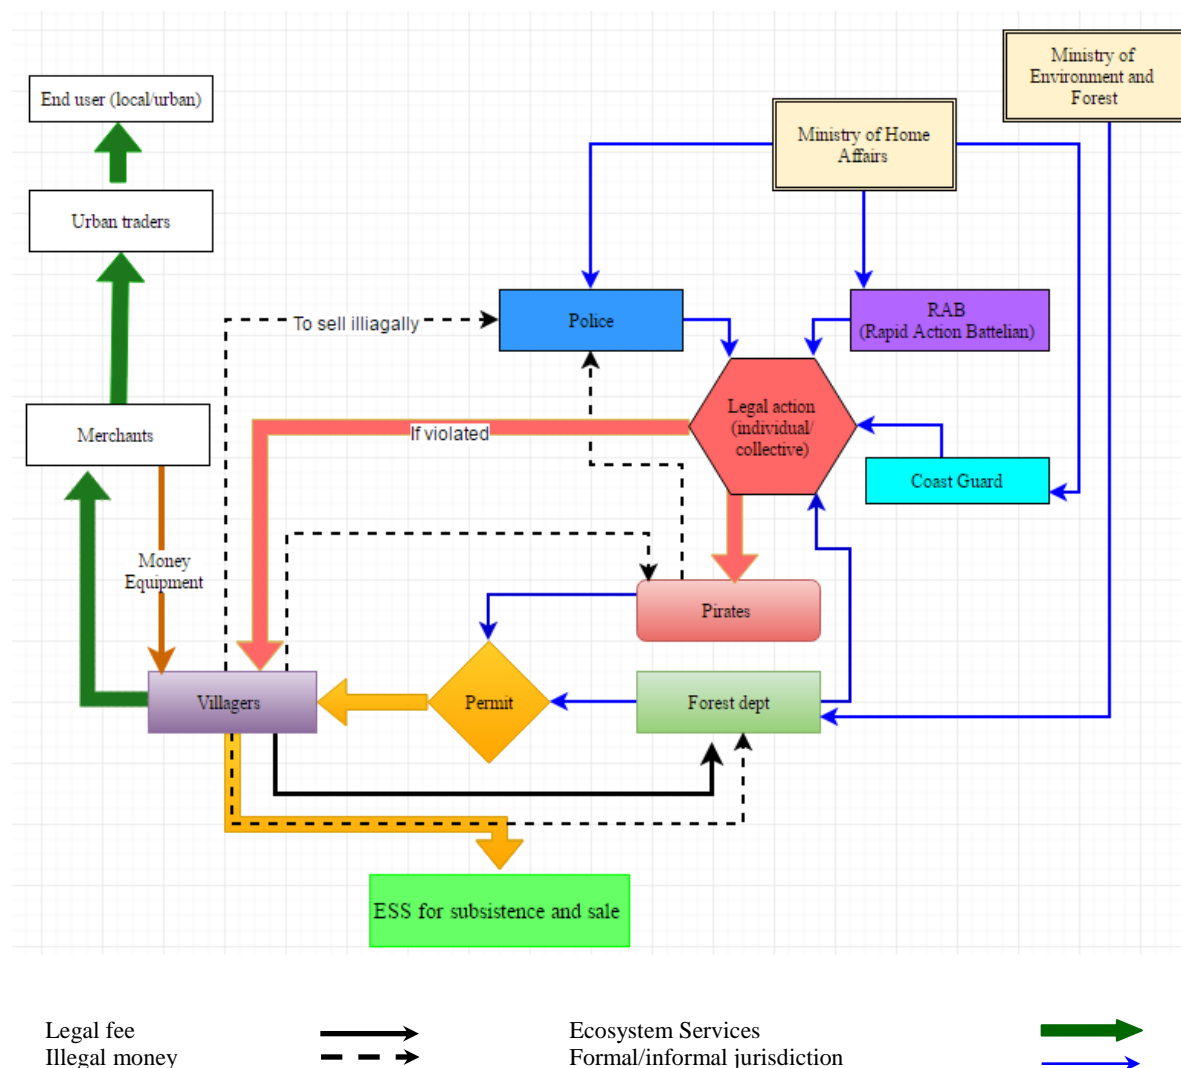 Ministry of
Environment and
Forest
End user (local/urban)
Ministry of Home
Affairs
Urban traders
To sell illiagally
Police
RAB
(Rapid Action Battelian)
Merchants
If violated
Legal action
(individual/
collective)
Coast Guard
Money
Equipment
Pirates
Villagers
Permit
Forest dept
ESS for subsistence and sale
Legal fee
Ecosystem Services
Illegal money
Formal/informal jurisdiction